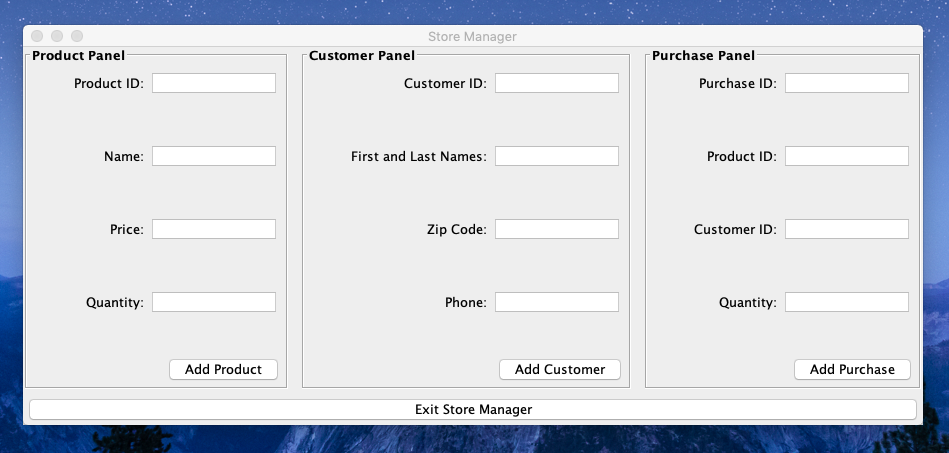 Store Manager
Product Panel
Product ID:
Name:
Price:
Quantity:
Add Product
Customer Panel
Customer ID:
First and Last Names:
Zip Code:
Phone:
Add Customer
Purchase Panel
Purchase ID:
Product ID:
Customer ID:
Quantity:
Add Purchase
Exit Store Manager